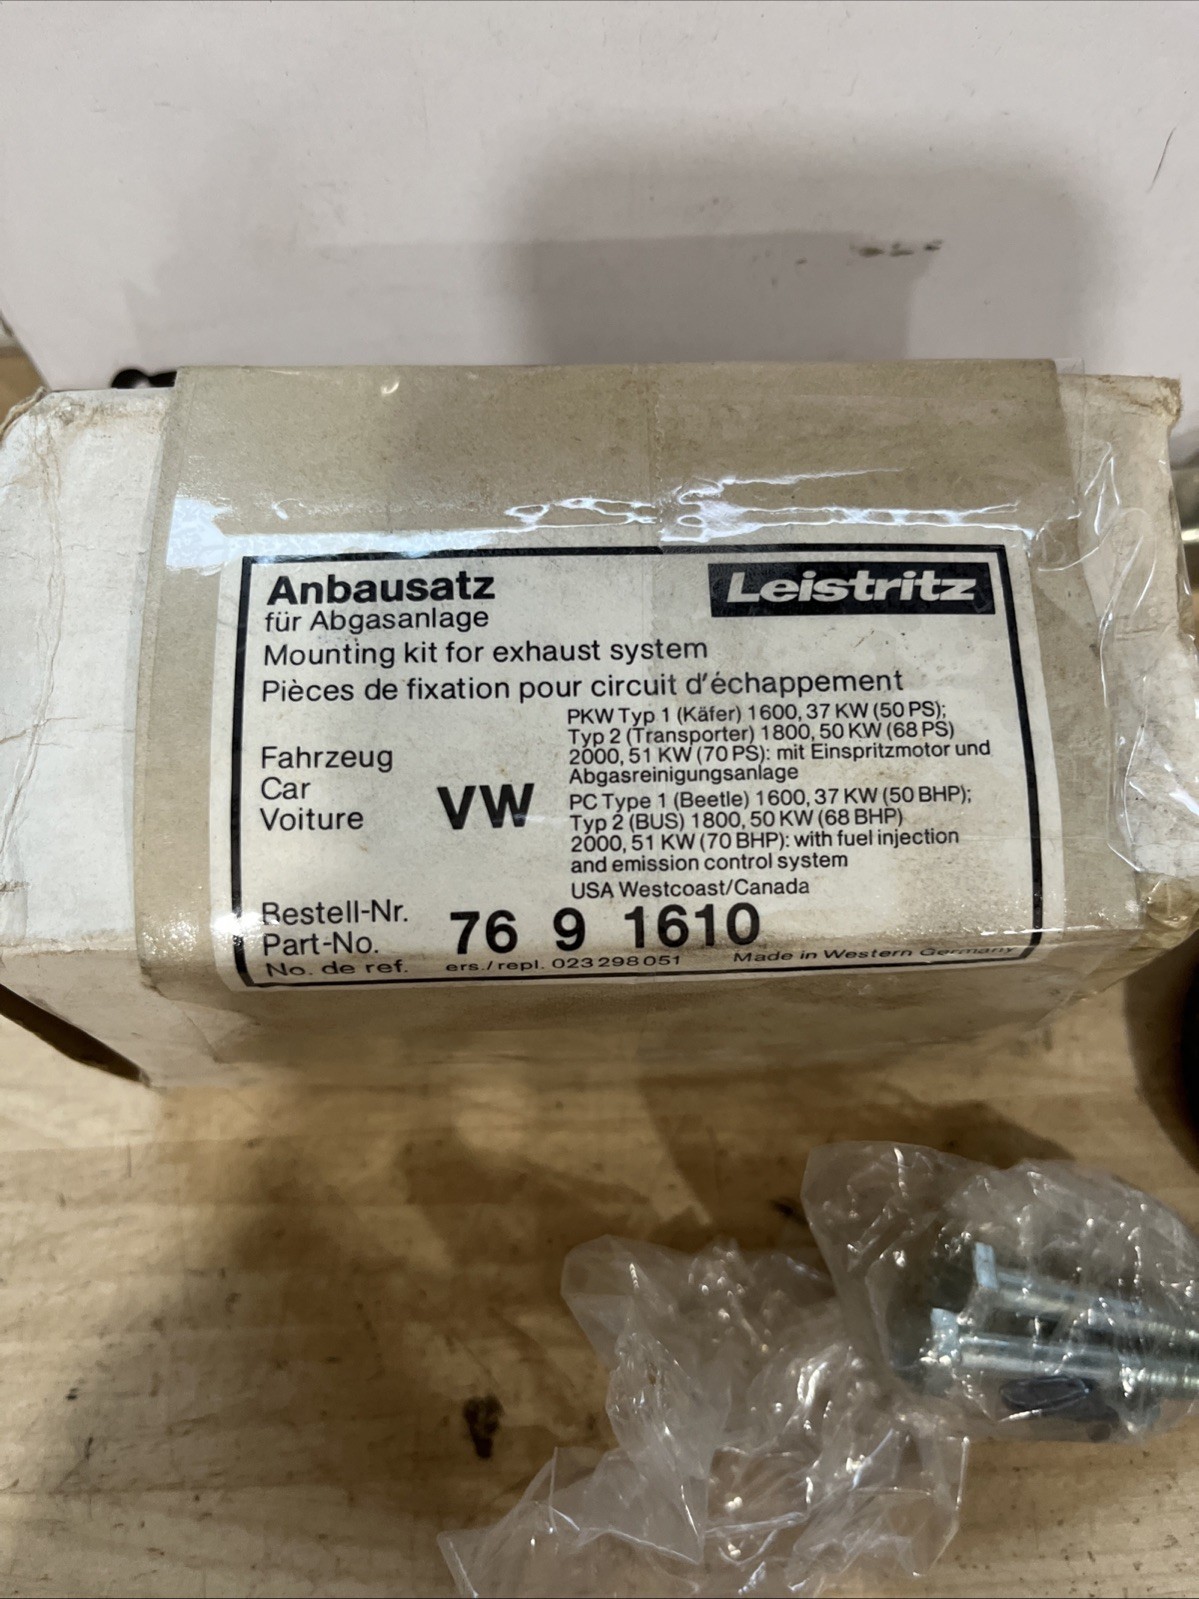 Anbausatz
Leistritz
für Abgasanlage
Mounting kit for exhaust system
Pièces de fixation pour circuit d'échappement
Fahrzeug
Car
Voiture
VW
PKW Typ 1 (Käfer) 1600, 37 KW (50 PS);
Typ 2 (Transporter) 1800, 50 KW (68 PS)
2000, 51 KW (70 PS): mit Einspritzmotor und
Abgasreinigungsanlage
PC Type 1 (Beetle) 1600, 37 KW (50 BHP);
Typ 2 (BUS) 1800, 50 KW (68 BHP)
2000, 51 KW (70 BHP): with fuel injection
and emission control system
USA Westcoast/Canada
Bestell-Nr.
Part-No.
No. de ref.
76 9 1610
ers./repl. 023 298 051
Made in Western Germany